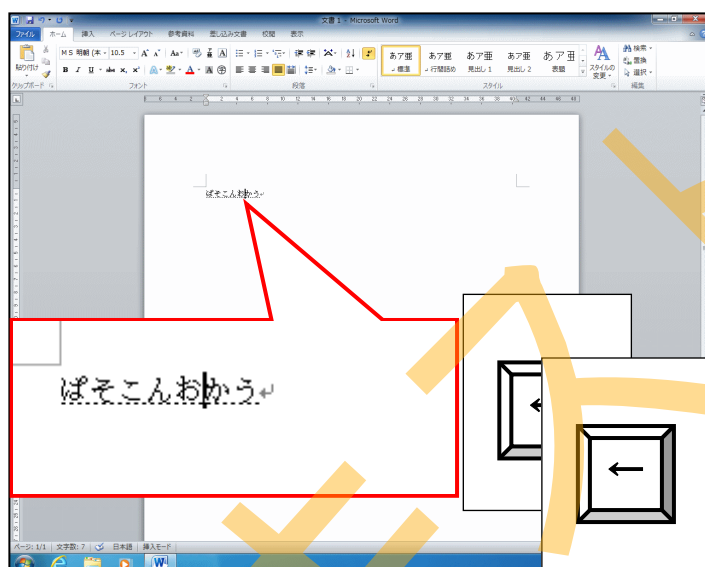 文書 1 - Microsoft Word
ファイル ホーム 挿入 ページ レイアウト 参考資料 差し込み文書 校閲 表示
貼り付け
クリップボード
MS 明朝 (本 10.5
フォント
段落
あア亜 あア亜 あア亜 あア亜 あア亜
標準 行間詰め 見出し 1 見出し 2 表題
スタイルの変更
スタイル
検索
置換
選択
編集
ぱそこんおかう
ぱそこんおかう
←
←
ページ: 1/1 文字数: 7 日本語 挿入モード